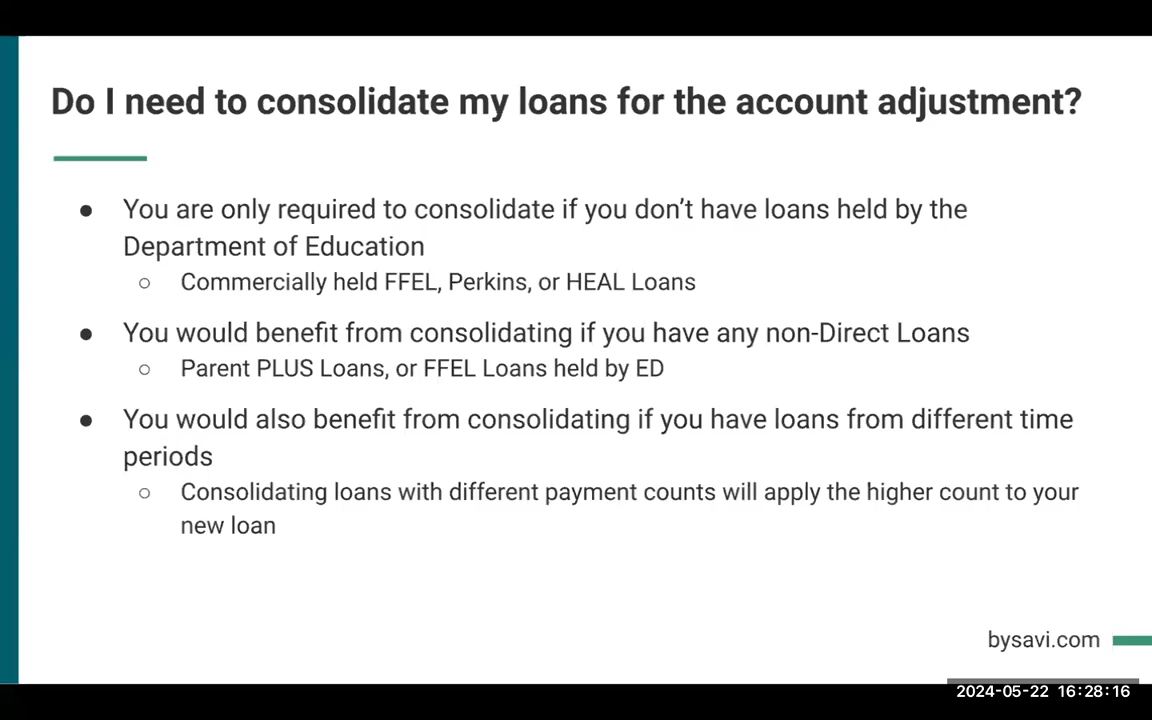 Do I need to consolidate my loans for the account adjustment?
● You are only required to consolidate if you don’t have loans held by the
Department of Education
○ Commercially held FFEL, Perkins, or HEAL Loans
● You would benefit from consolidating if you have any non-Direct Loans
○ Parent PLUS Loans, or FFEL Loans held by ED
● You would also benefit from consolidating if you have loans from different time
periods
○ Consolidating loans with different payment counts will apply the higher count to your
new loan
bysavi.com
2024-05-22 16:28:16